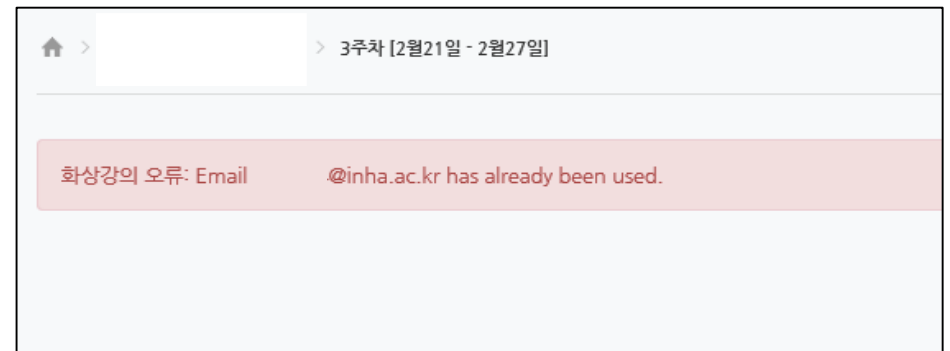 > > 3주차 [2월21일 - 2월27일]
화상강의 오류: Email @inha.ac.kr has already been used.